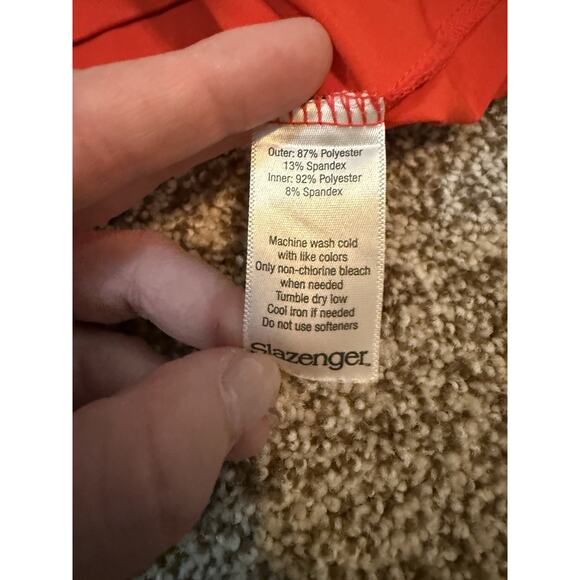 Outer: 87% Polyester
13% Spandex
Inner: 92% Polyester
8% Spandex
Machine wash cold
with like colors
Only non-chlorine bleach
when needed
Tumble dry low
Cool iron if needed
Do not use softeners
Slazenger